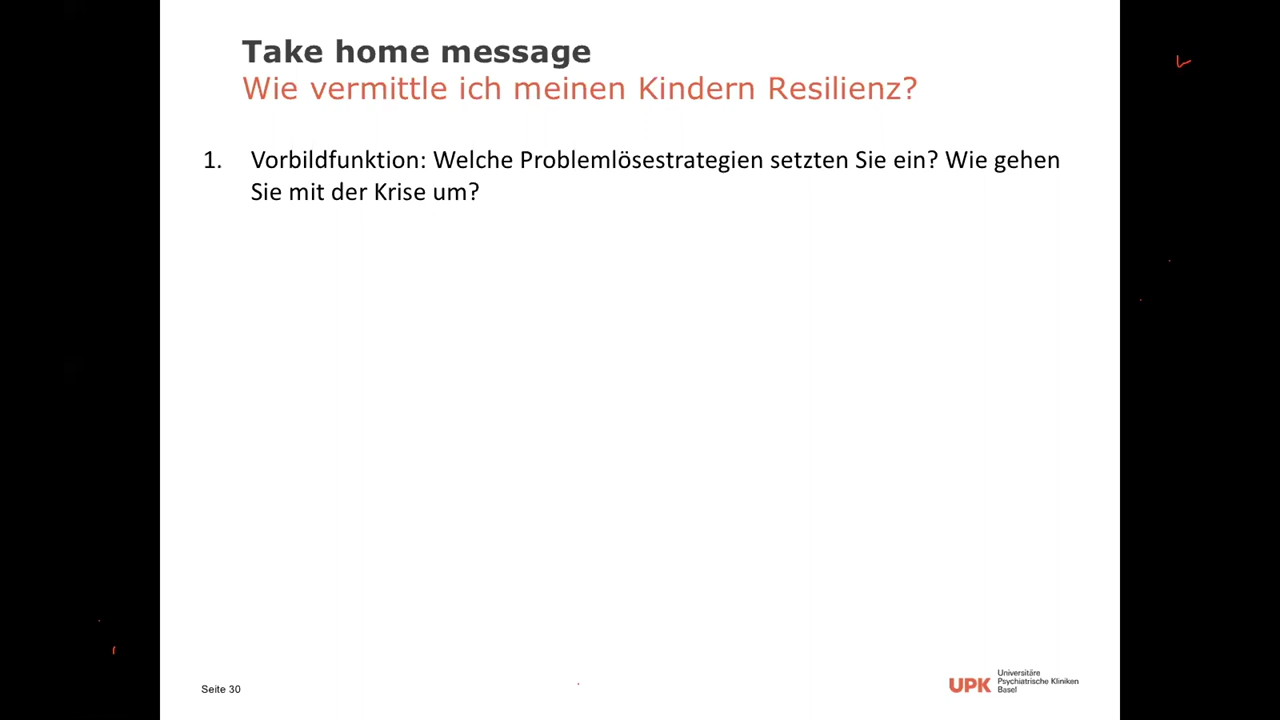 Take home message
Wie vermittle ich meinen Kindern Resilienz?
1. Vorbildfunktion: Welche Problemlösestrategien setzten Sie ein? Wie gehen
Sie mit der Krise um?
Seite 30
UPK
Universitäre
Psychiatrische Kliniken
Basel